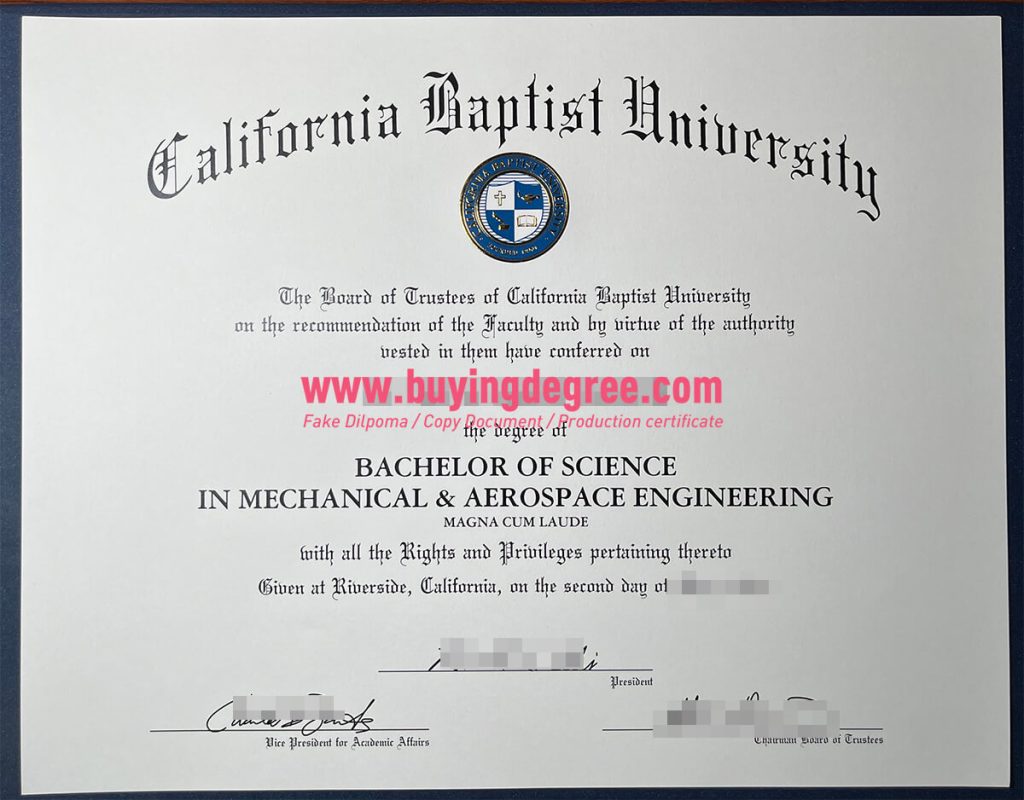 California Baptist University
CALIFORNIA BAPTIST UNIVERSITY
The Board of Trustees of California Baptist University
on the recommendation of the Faculty and by virtue of the authority
vested in them have conferred on
www.buyingdegree.com
Fake Dilpoma / Copy Document / Production certificate
the degree of
BACHELOR OF SCIENCE
IN MECHANICAL & AEROSPACE ENGINEERING
MAGNA CUM LAUDE
with all the Rights and Privileges pertaining thereto
Given at Riverside, California, on the second day of
President
Vice President for Academic Affairs
Chairman Board of Trustees